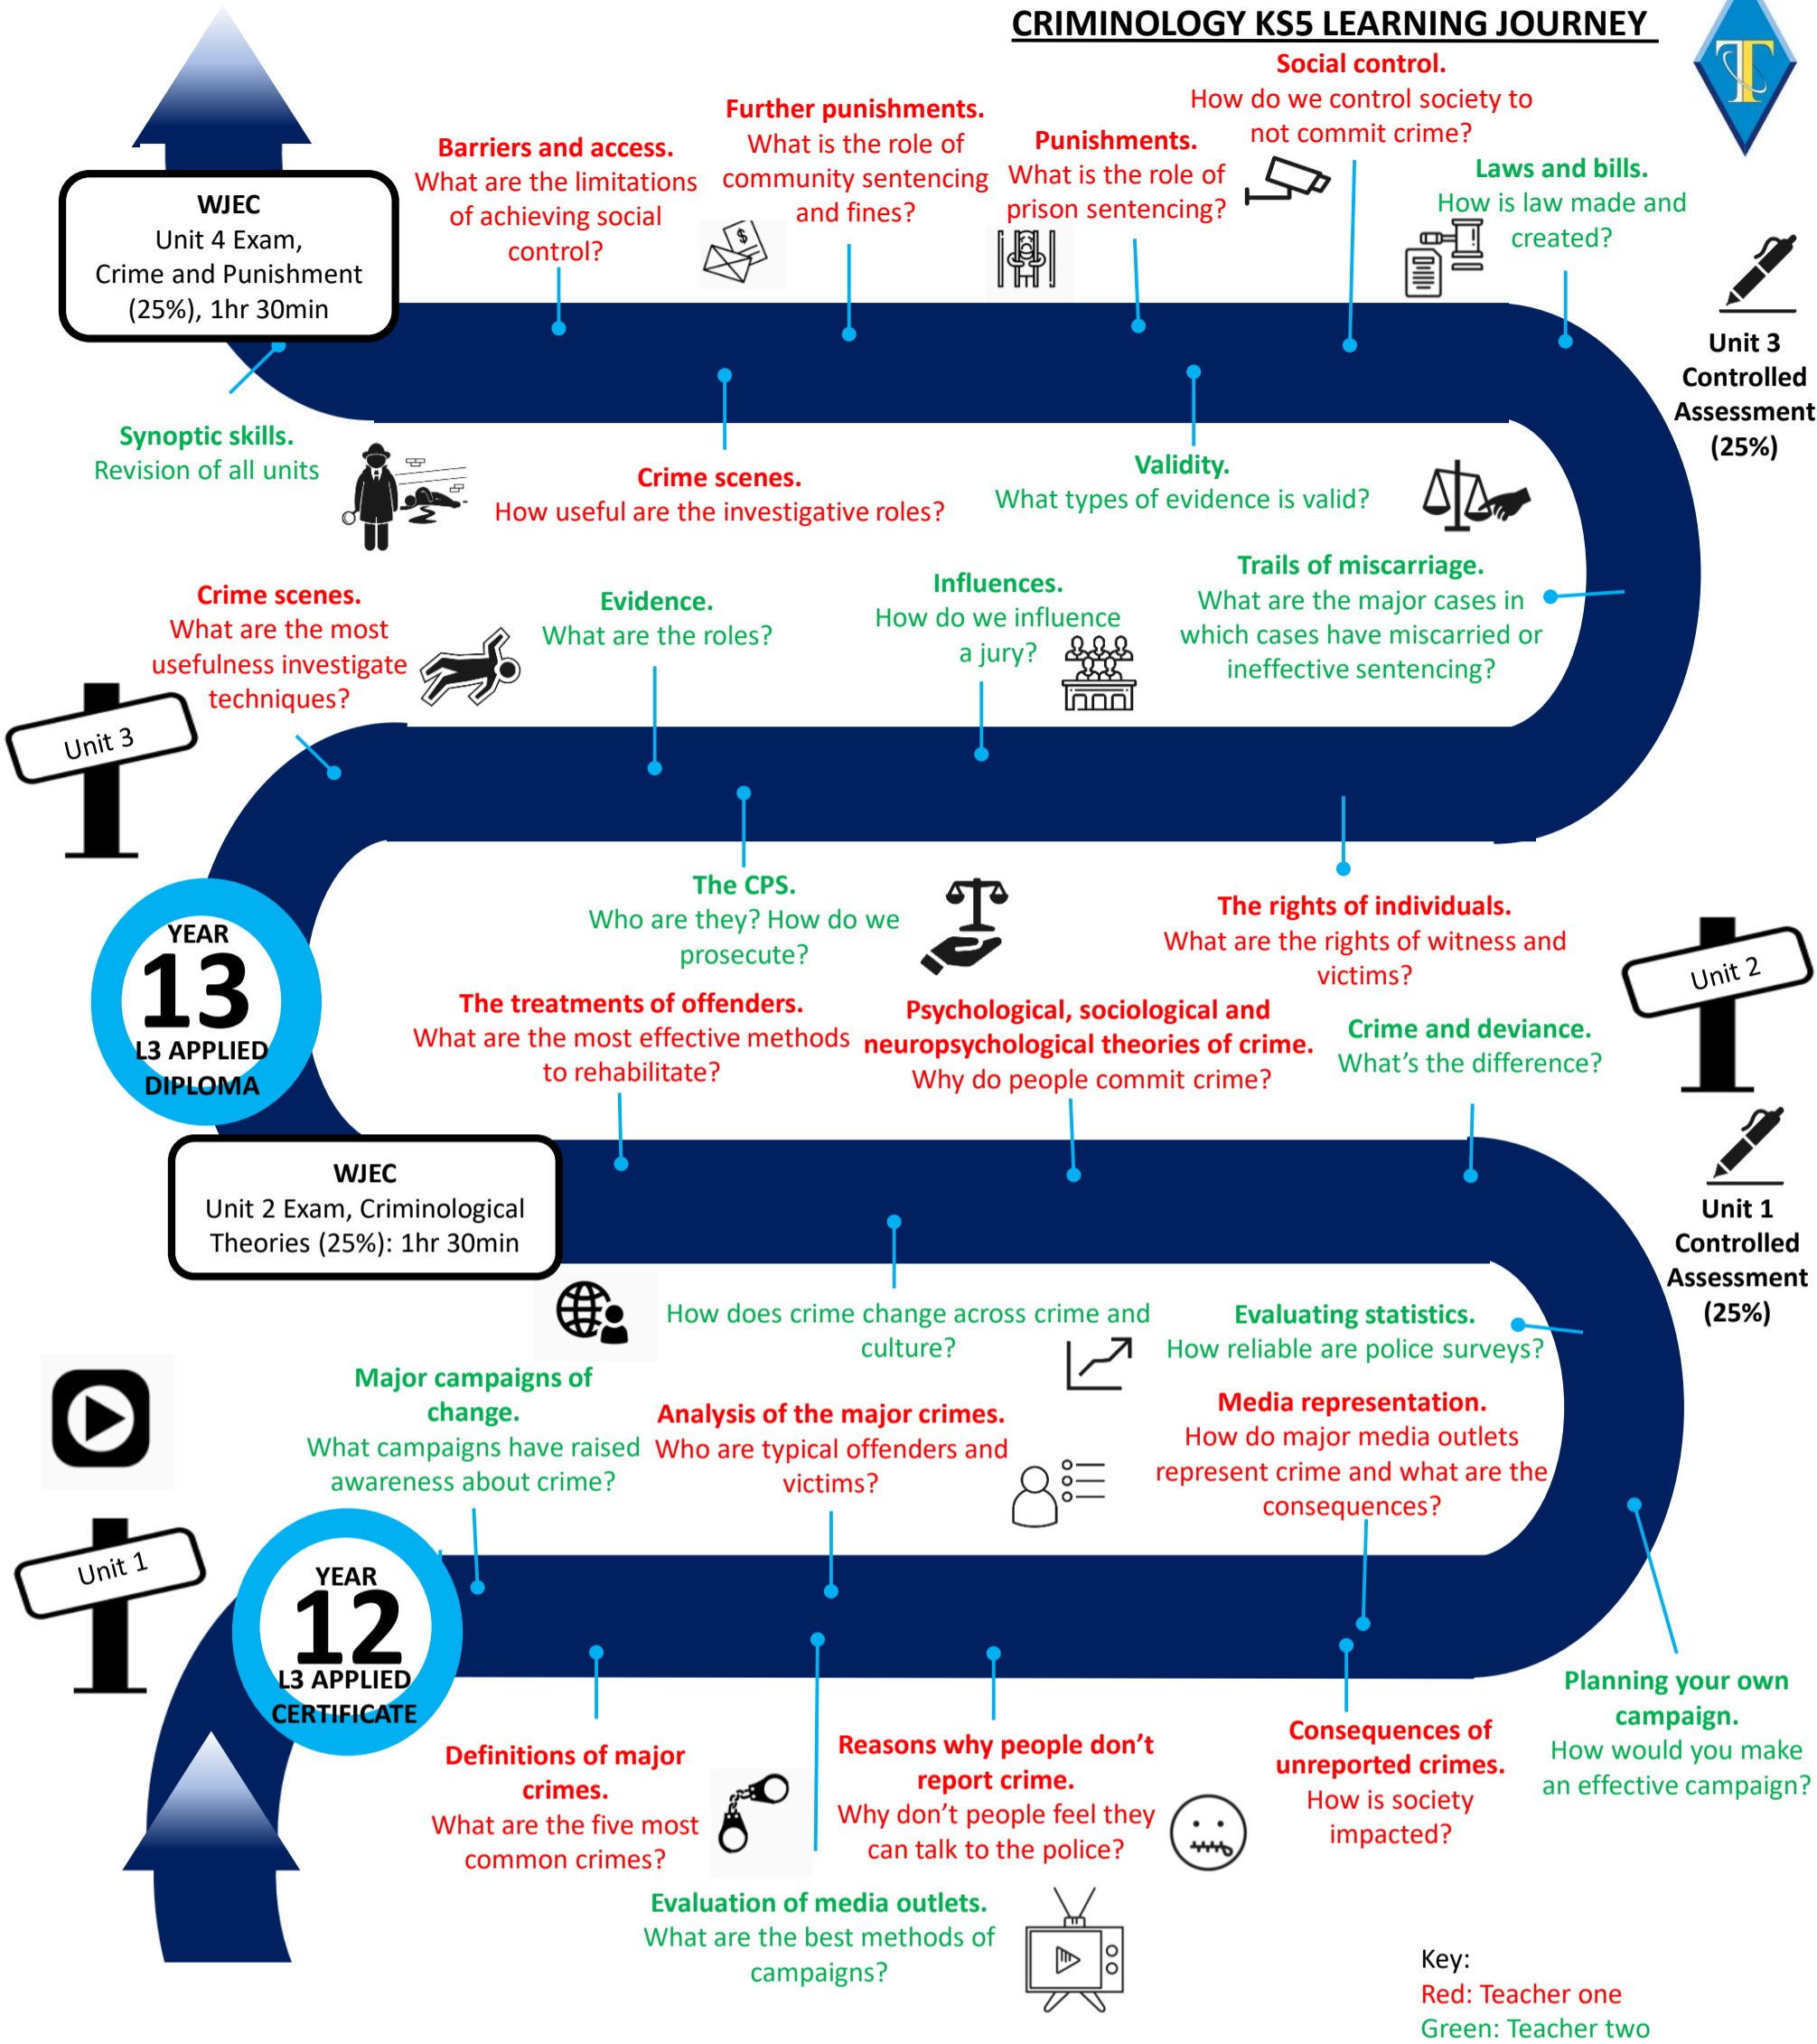 CRIMINOLOGY KS5 LEARNING JOURNEY
T
Social control.
How do we control society to
not commit crime?
Further punishments.
What is the role of
community sentencing
and fines?
Punishments.
What is the role of
prison sentencing?
Barriers and access.
What are the limitations
of achieving social
control?
Laws and bills.
How is law made and
created?
WJEC
Unit 4 Exam,
Crime and Punishment
(25%), 1hr 30min
$
Unit 3
Controlled
Assessment
(25%)
Synoptic skills.
Revision of all units
Crime scenes.
How useful are the investigative roles?
Validity.
What types of evidence is valid?
Trails of miscarriage.
What are the major cases in
which cases have miscarried or
ineffective sentencing?
Influences.
How do we influence
a jury?
Evidence.
What are the roles?
Crime scenes.
What are the most
usefulness investigate
techniques?
Unit 3
The CPS.
Who are they? How do we
prosecute?
The rights of individuals.
What are the rights of witness and
victims?
YEAR
13
L3 APPLIED
DIPLOMA
Unit 2
The treatments of offenders.
What are the most effective methods
to rehabilitate?
Psychological, sociological and
neuropsychological theories of crime.
Why do people commit crime?
Crime and deviance.
What's the difference?
WJEC
Unit 2 Exam, Criminological
Theories (25%): 1hr 30min
Unit 1
Controlled
Assessment
(25%)
How does crime change across crime and
culture?
Evaluating statistics.
How reliable are police surveys?
Major campaigns of
change.
What campaigns have raised
awareness about crime?
Analysis of the major crimes.
Who are typical offenders and
victims?
Media representation.
How do major media outlets
represent crime and what are the
consequences?
Unit 1
YEAR
12
L3 APPLIED
CERTIFICATE
Definitions of major
crimes.
What are the five most
common crimes?
Reasons why people don't
report crime.
Why don't people feel they
can talk to the police?
Consequences of
unreported crimes.
How is society
impacted?
Planning your own
campaign.
How would you make
an effective campaign?
Evaluation of media outlets.
What are the best methods of
campaigns?
Key:
Red: Teacher one
Green: Teacher two